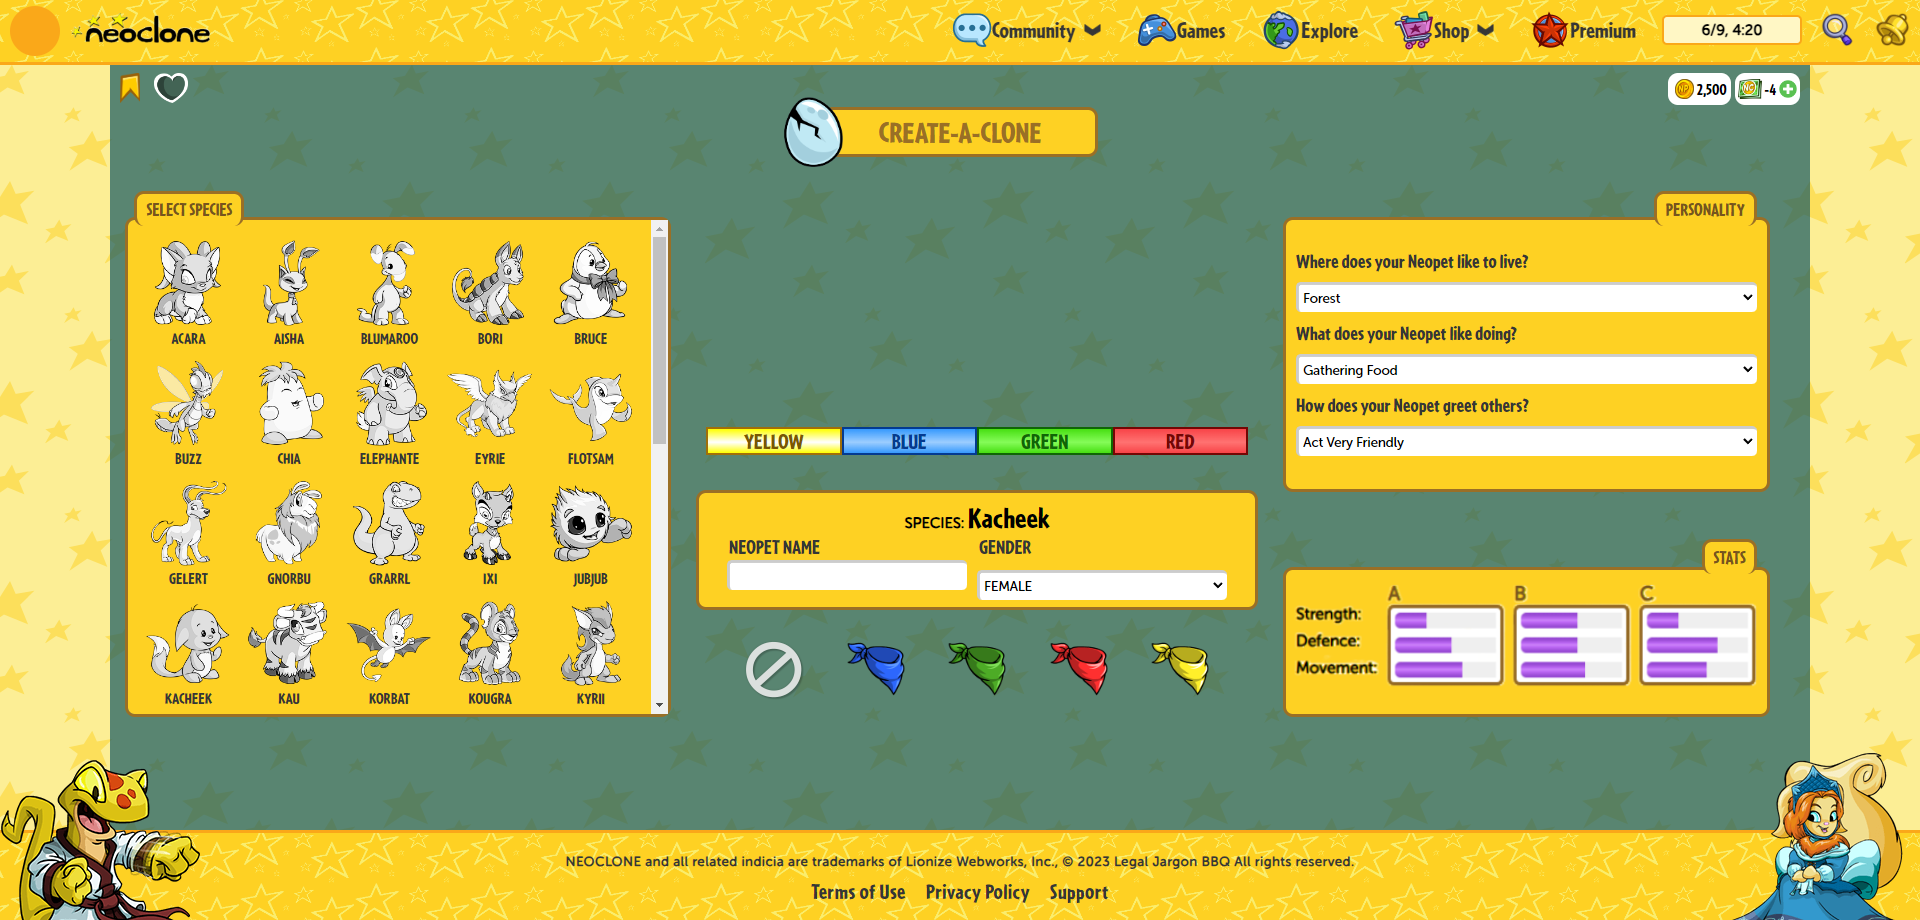 neoclone
Community
Games
Explore
Shop
Premium
6/9, 4:20
NP 2,500
NC -4
CREATE-A-CLONE
SELECT SPECIES
ACARA
AISHA
BLUMAROO
BORI
BRUCE
BUZZ
CHIA
ELEPHANTE
EYRIE
FLOTSAM
GELERT
GNORBU
GRARRL
IXI
JUBJUB
KACHEEK
KAU
KORBAT
KOUGRA
KYRII
YELLOW
BLUE
GREEN
RED
SPECIES: Kacheek
NEOPET NAME
GENDER
FEMALE
PERSONALITY
Where does your Neopet like to live?
Forest
What does your Neopet like doing?
Gathering Food
How does your Neopet greet others?
Act Very Friendly
STATS
A
B
C
Strength:
Defence:
Movement:
NEOCLONE and all related indicia are trademarks of Lionize Webworks, Inc., © 2023 Legal Jargon BBQ All rights reserved.
Terms of Use
Privacy Policy
Support